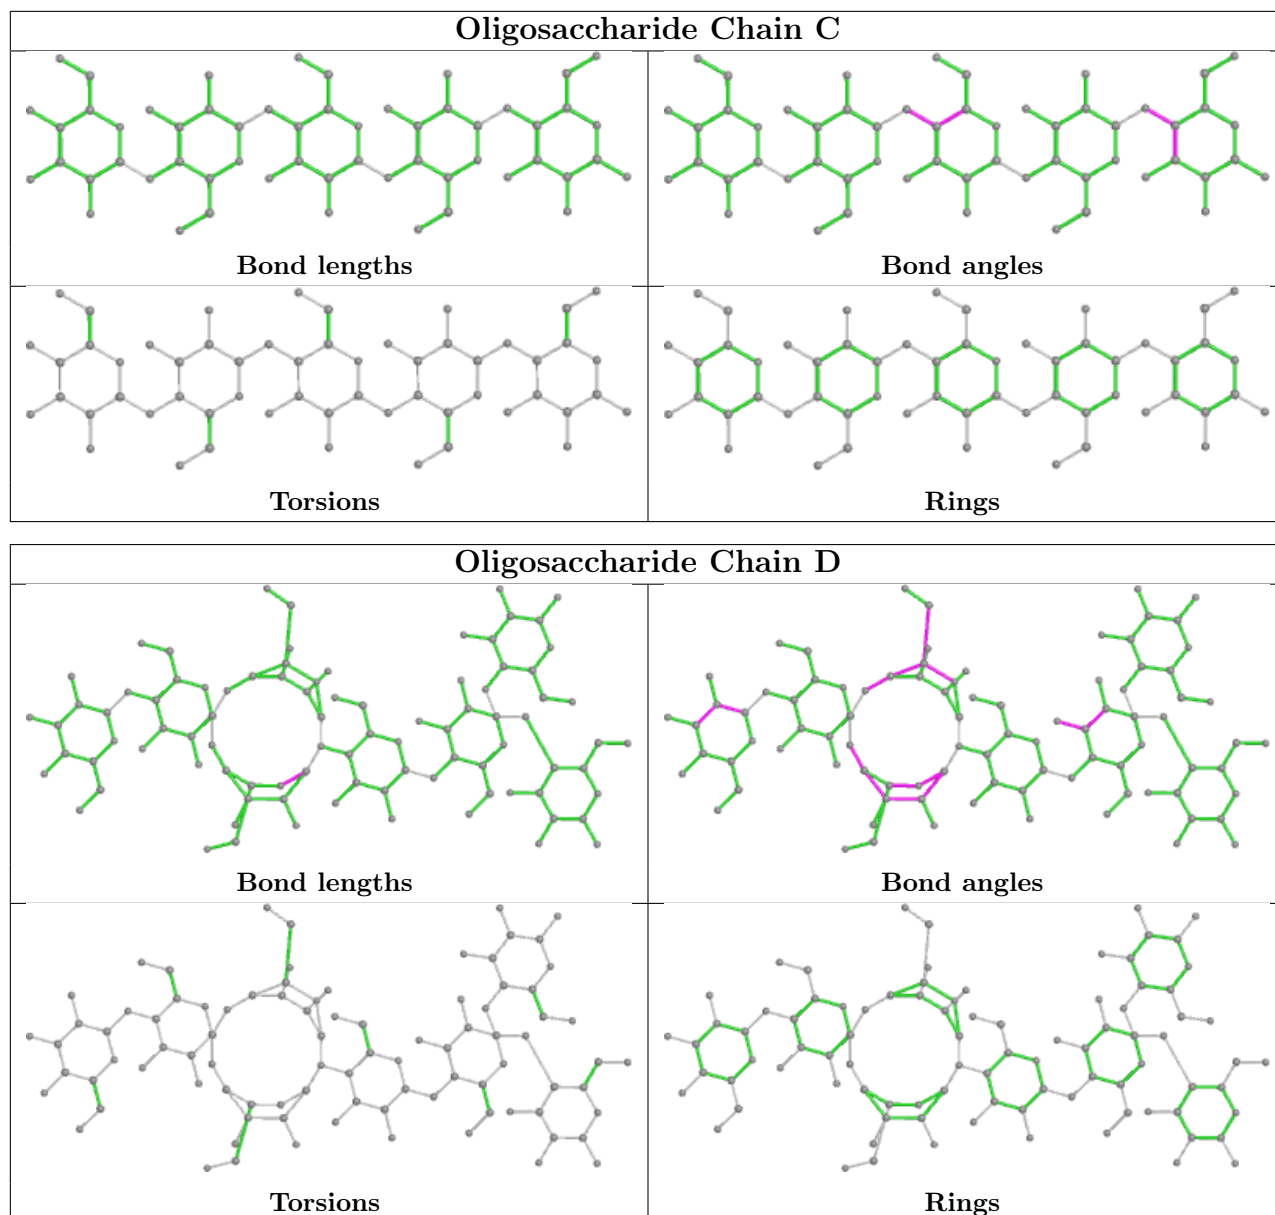 Oligosaccharide Chain C
Bond lengths
Bond angles
Torsions
Rings
Oligosaccharide Chain D
Bond lengths
Bond angles
Torsions
Rings